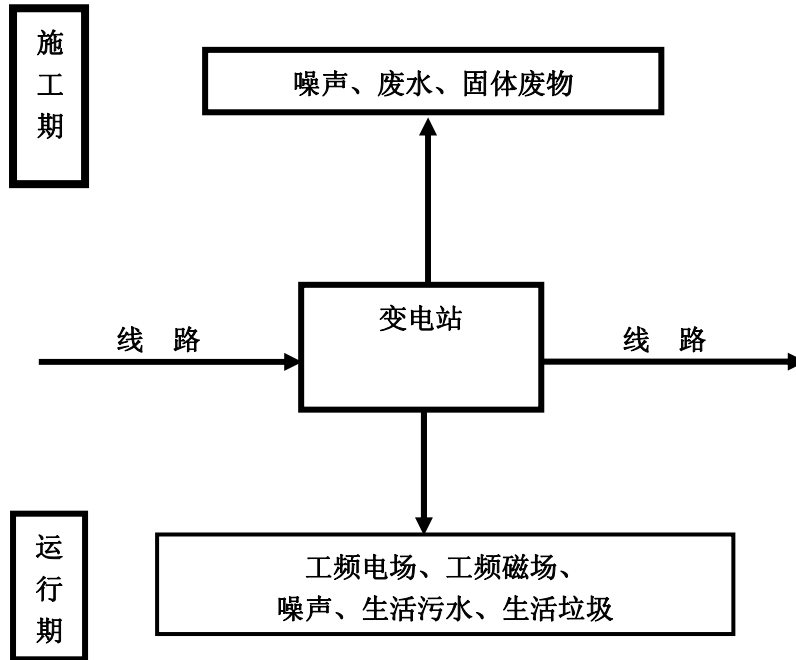 施工期
噪声、废水、固体废物
变电站
线 路
线 路
运行期
工频电场、工频磁场、
噪声、生活污水、生活垃圾